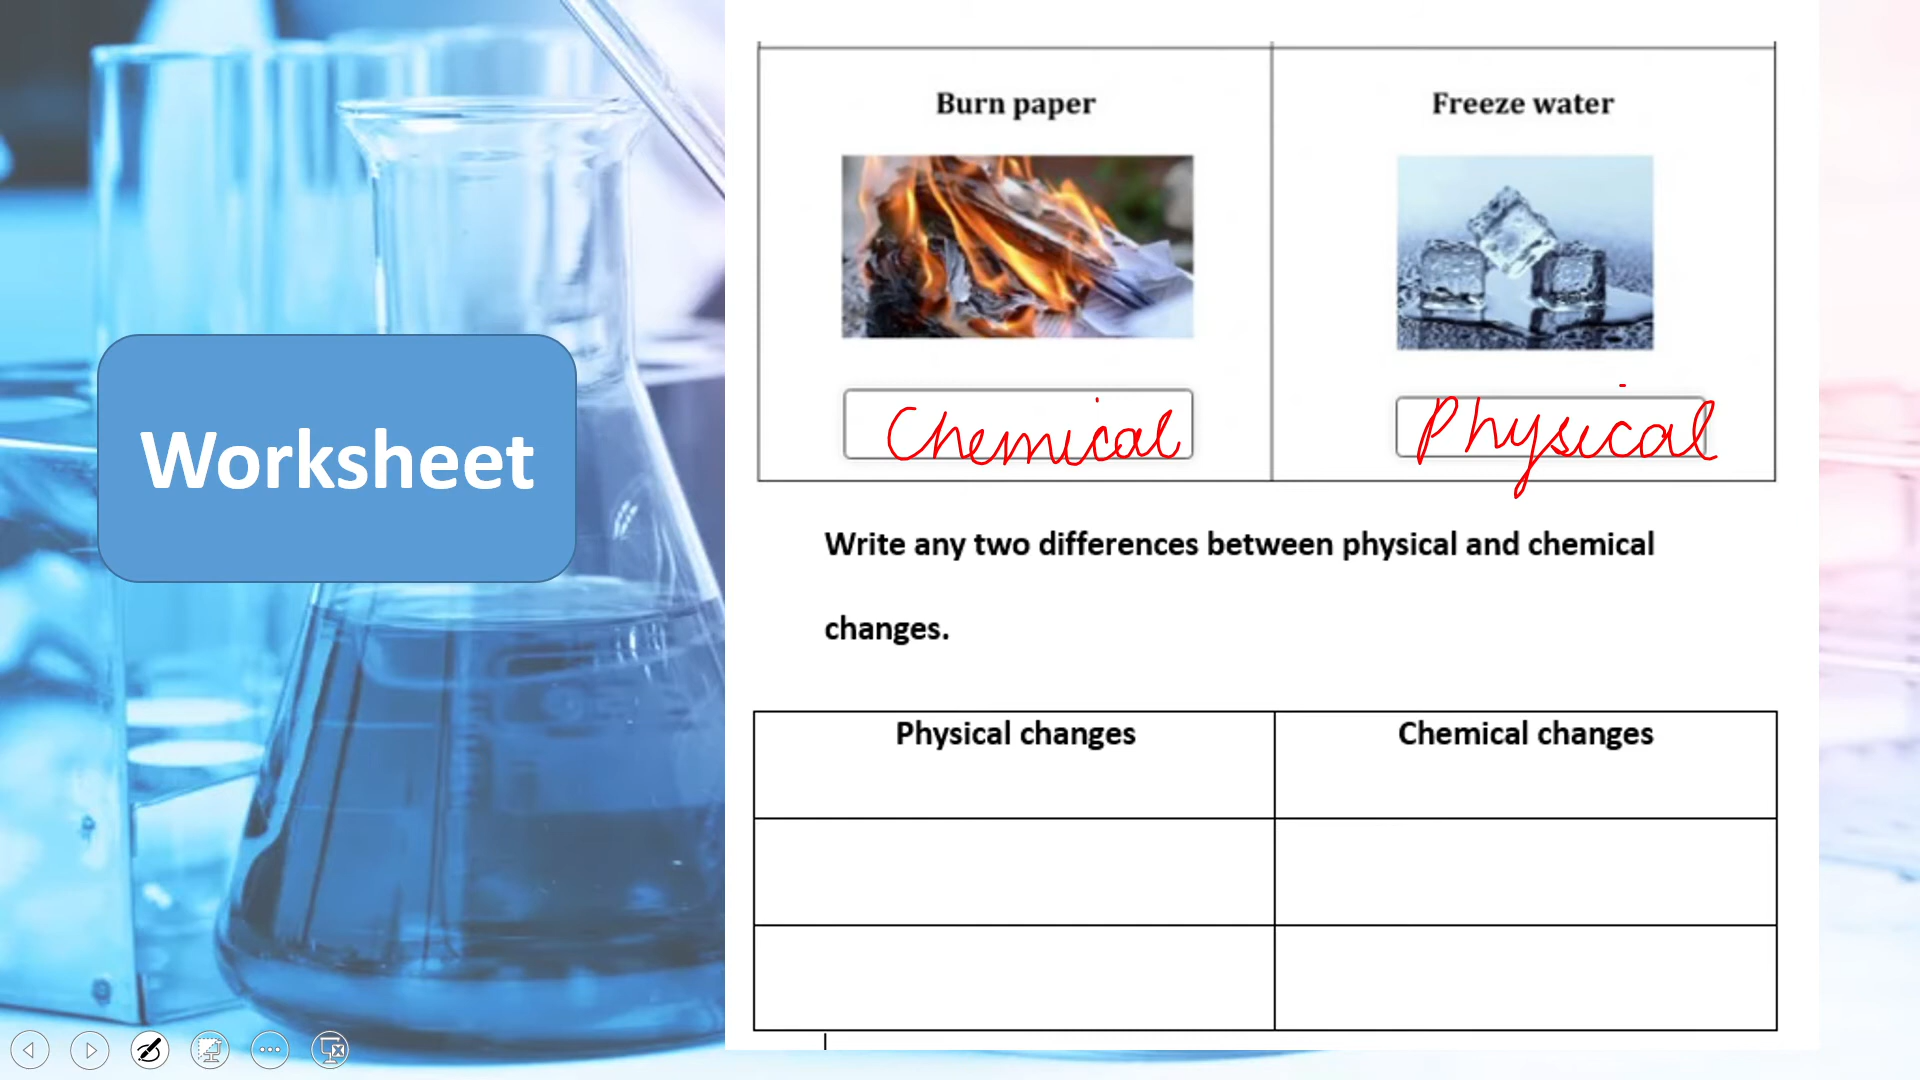 Worksheet
Burn paper
Freeze water
Chemical
Physical
Write any two differences between physical and chemical
changes.
Physical changes
Chemical changes